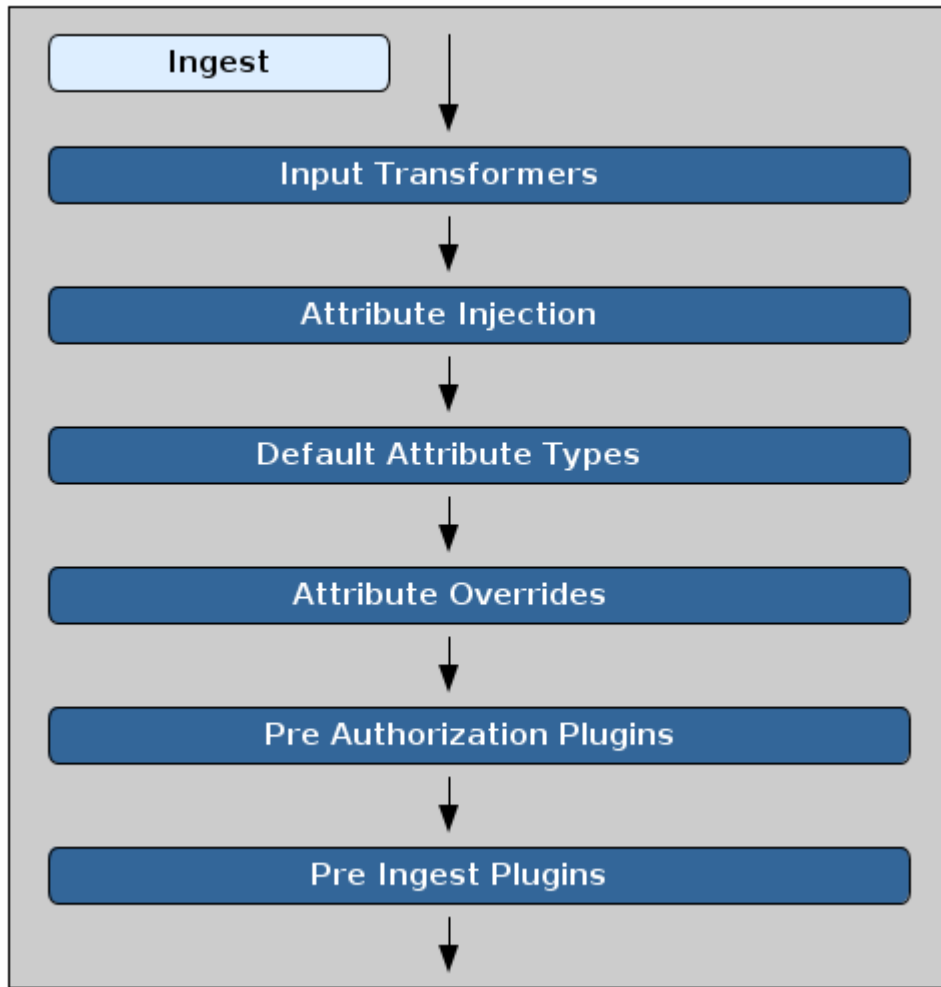 Ingest
Input Transformers
Attribute Injection
Default Attribute Types
Attribute Overrides
Pre Authorization Plugins
Pre Ingest Plugins